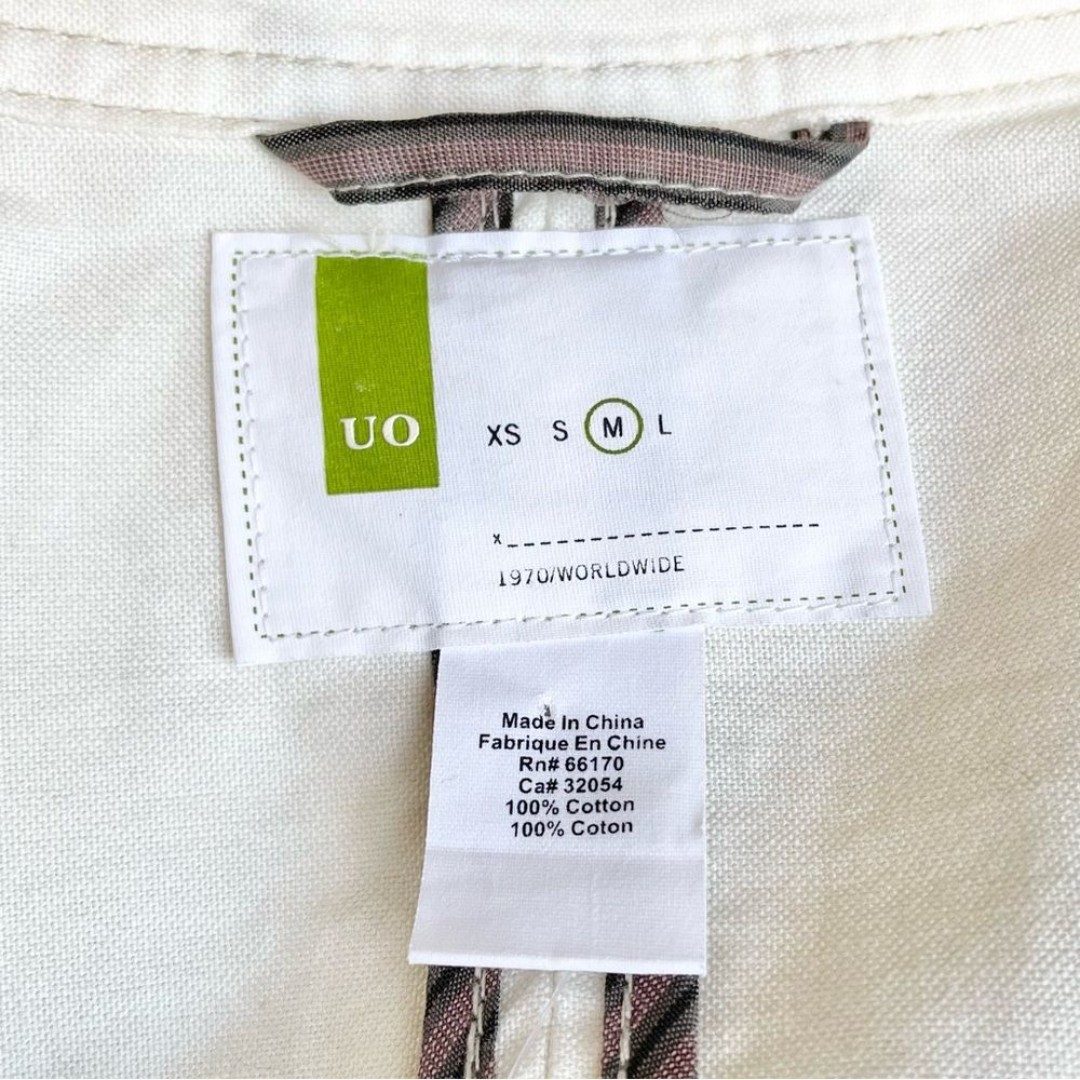 UO
XS S M L
x
1970/WORLDWIDE
Made In China
Fabrique En Chine
Rn# 66170
Ca# 32054
100% Cotton
100% Coton